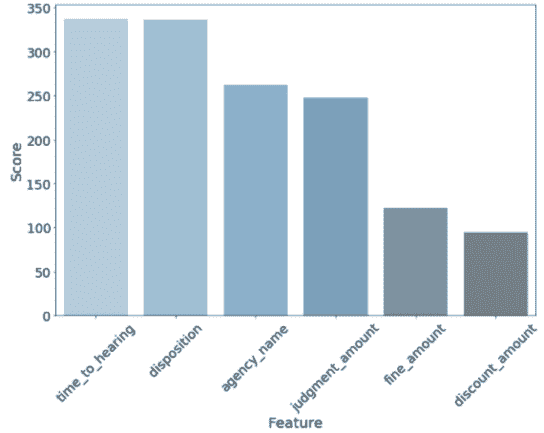 350
300
250
200
150
100
50
0
Score
time_to_hearing
disposition
agency_name
judgment_amount
fine_amount
discount_amount
Feature